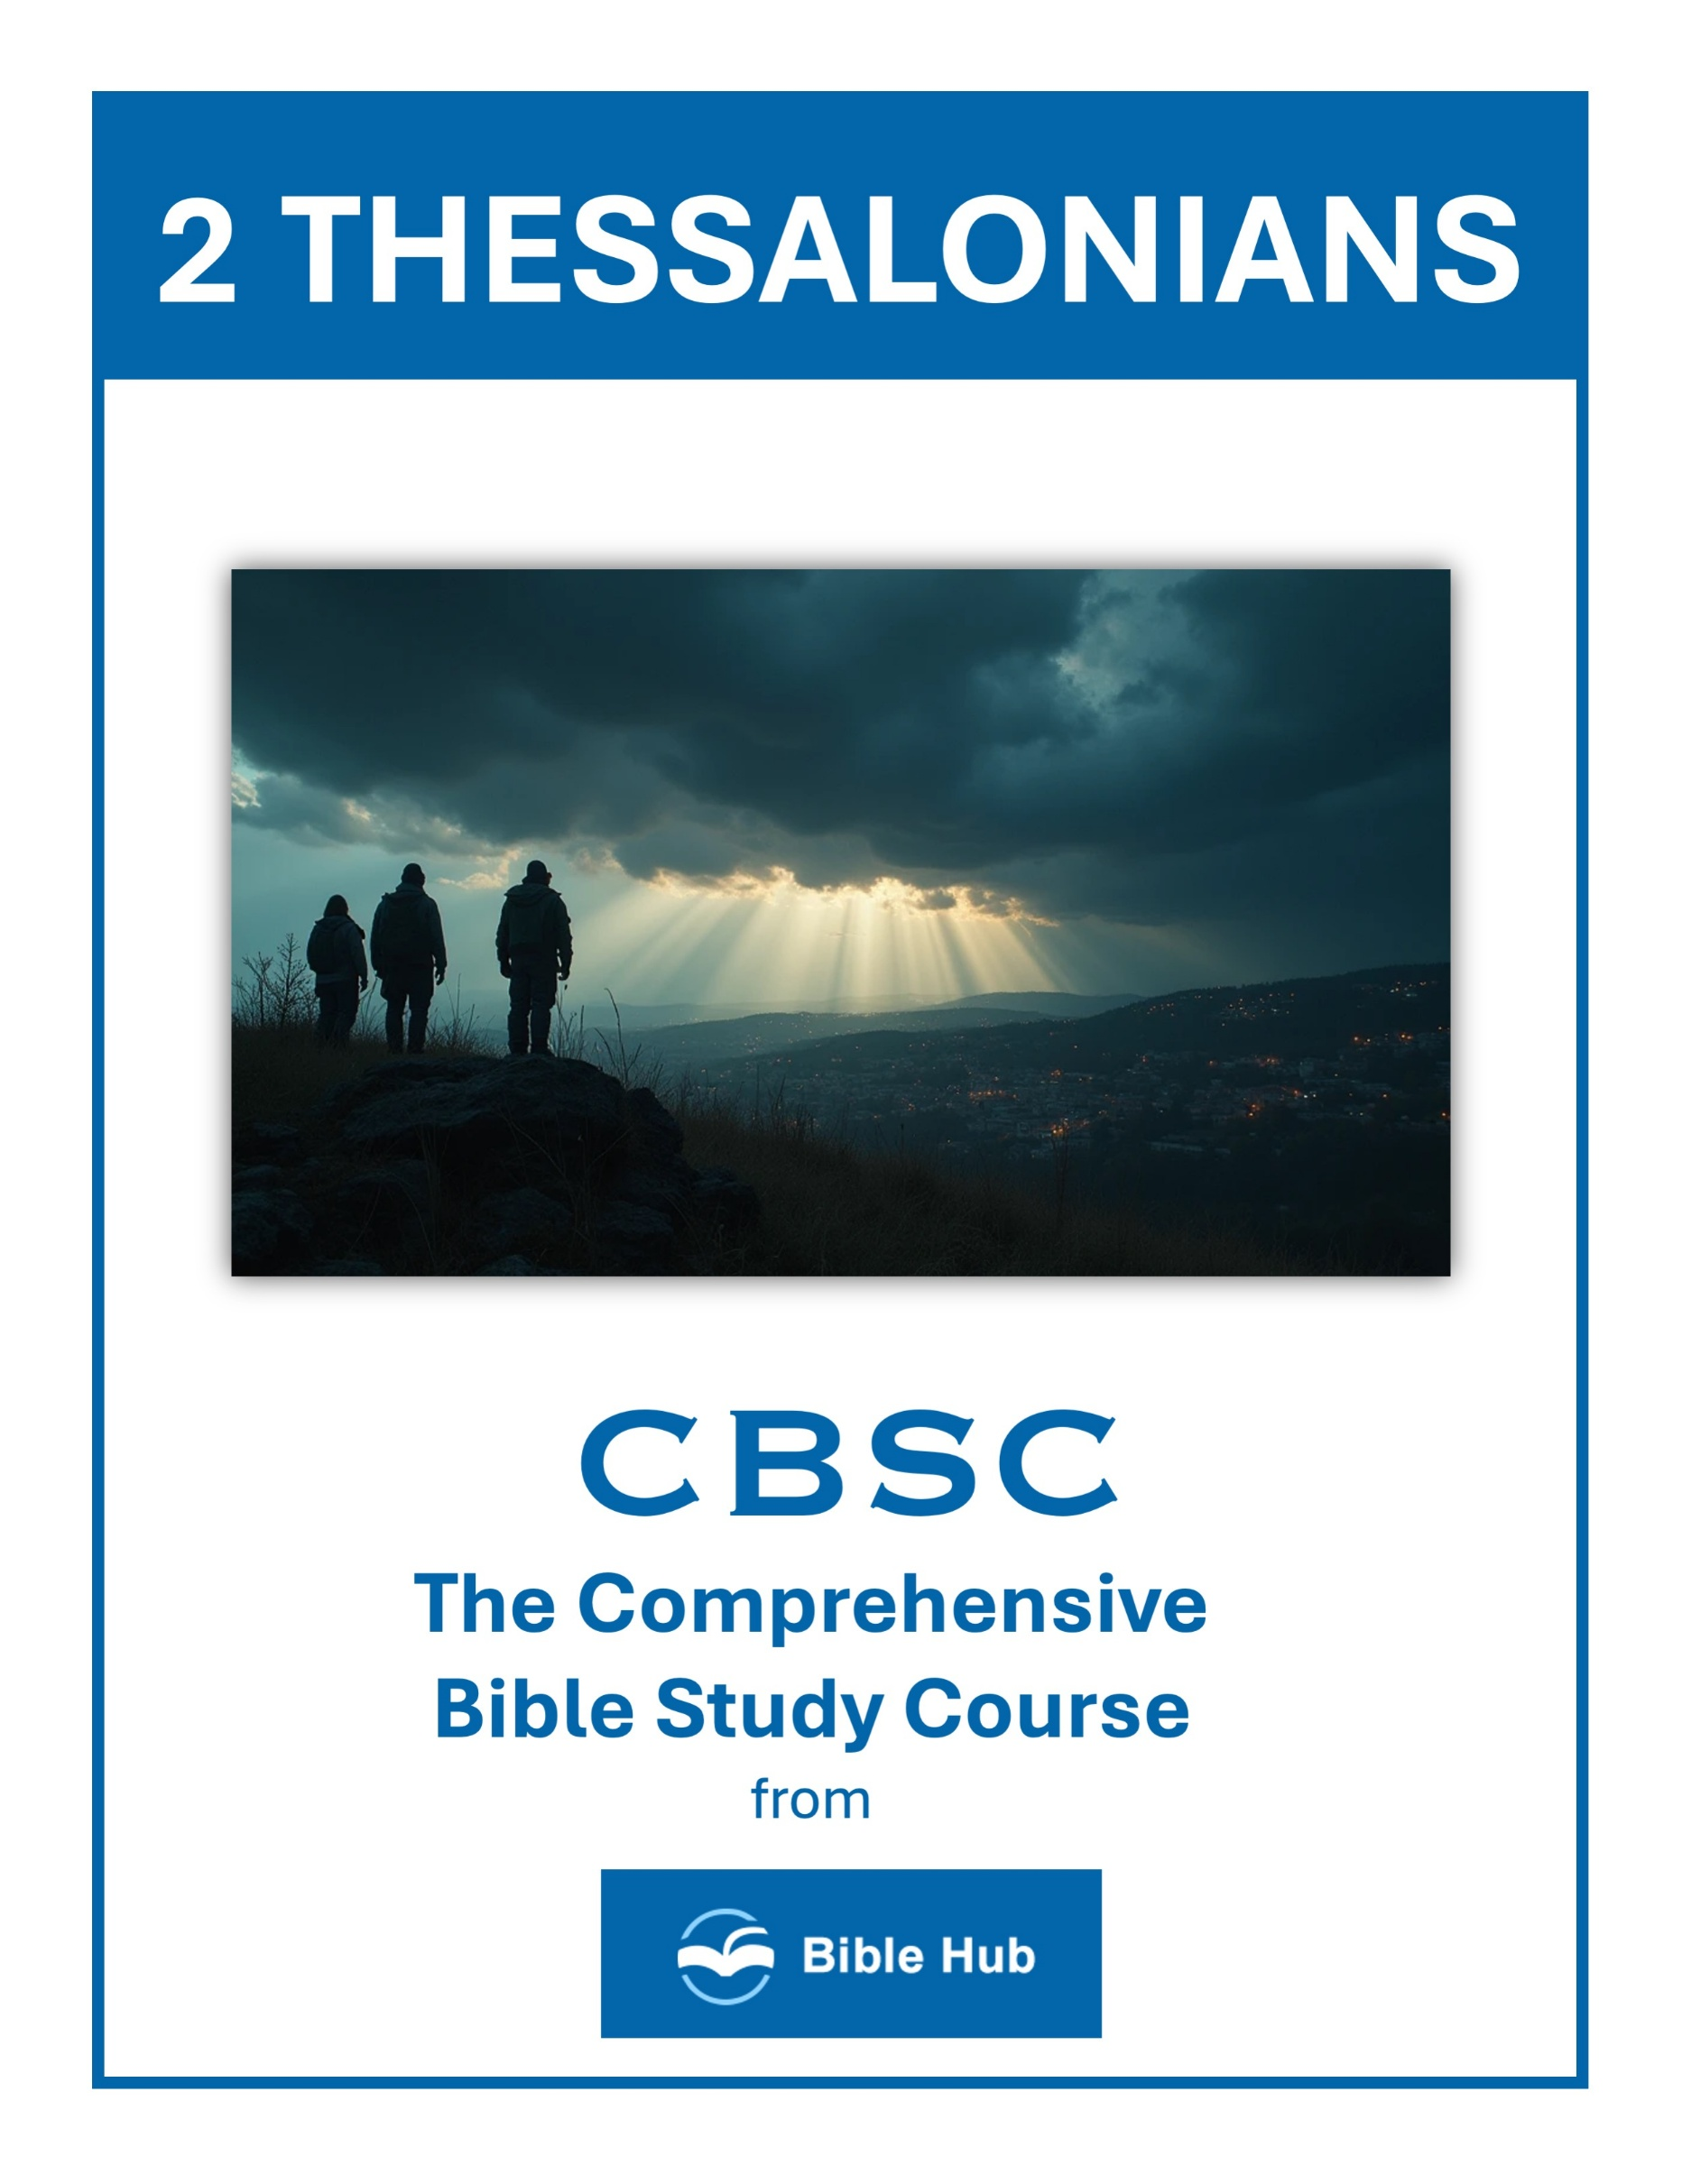 2 THESSALONIANS
CBSC
The Comprehensive
Bible Study Course
from
Bible Hub